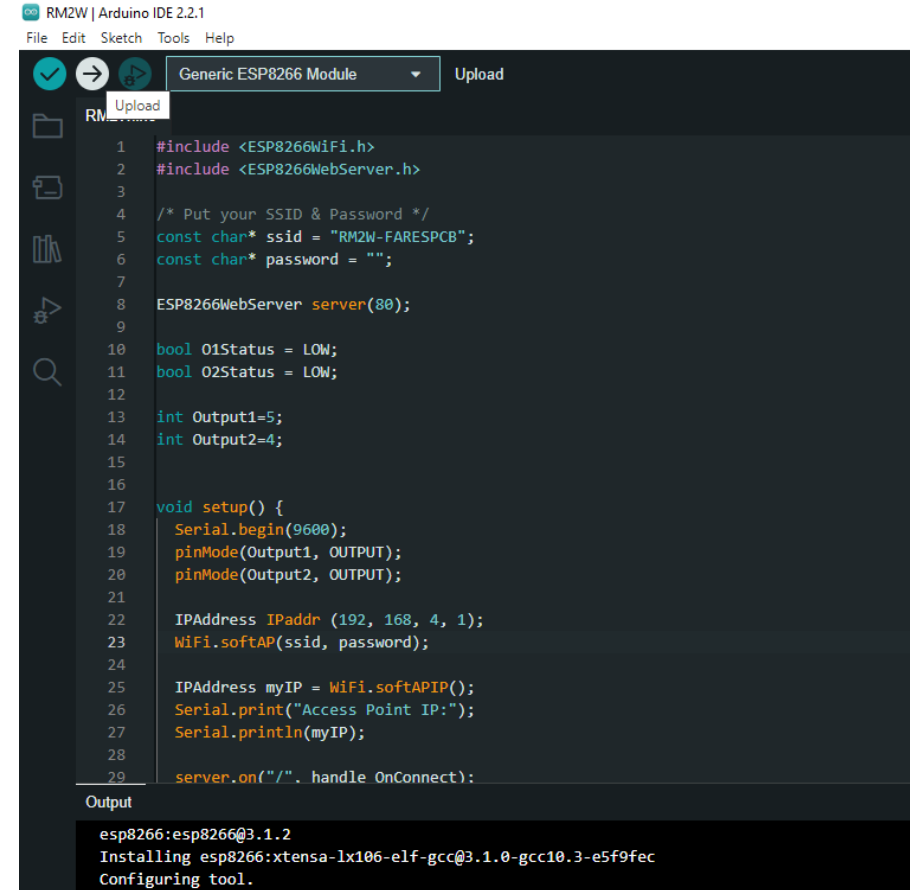 RM2W | Arduino IDE 2.2.1
File Edit Sketch Tools Help
Generic ESP8266 Module Upload
Upload
1 #include <ESP8266WiFi.h>
2 #include <ESP8266WebServer.h>
3
4 /* Put your SSID & Password */
5 const char* ssid = "RM2W-FARESPCB";
6 const char* password = "";
7
8 ESP8266WebServer server(80);
9
10 bool O1Status = LOW;
11 bool O2Status = LOW;
12
13 int Output1=5;
14 int Output2=4;
15
16
17 void setup() {
18 Serial.begin(9600);
19 pinMode(Output1, OUTPUT);
20 pinMode(Output2, OUTPUT);
21
22 IPAddress IPaddr (192, 168, 4, 1);
23 WiFi.softAP(ssid, password);
24
25 IPAddress myIP = WiFi.softAPIP();
26 Serial.print("Access Point IP:");
27 Serial.println(myIP);
28
29 server.on("/", handle OnConnect);
Output
esp8266:esp8266@3.1.2
Installing esp8266:xtensa-lx106-elf-gcc@3.1.0-gcc10.3-e5f9fec
Configuring tool.